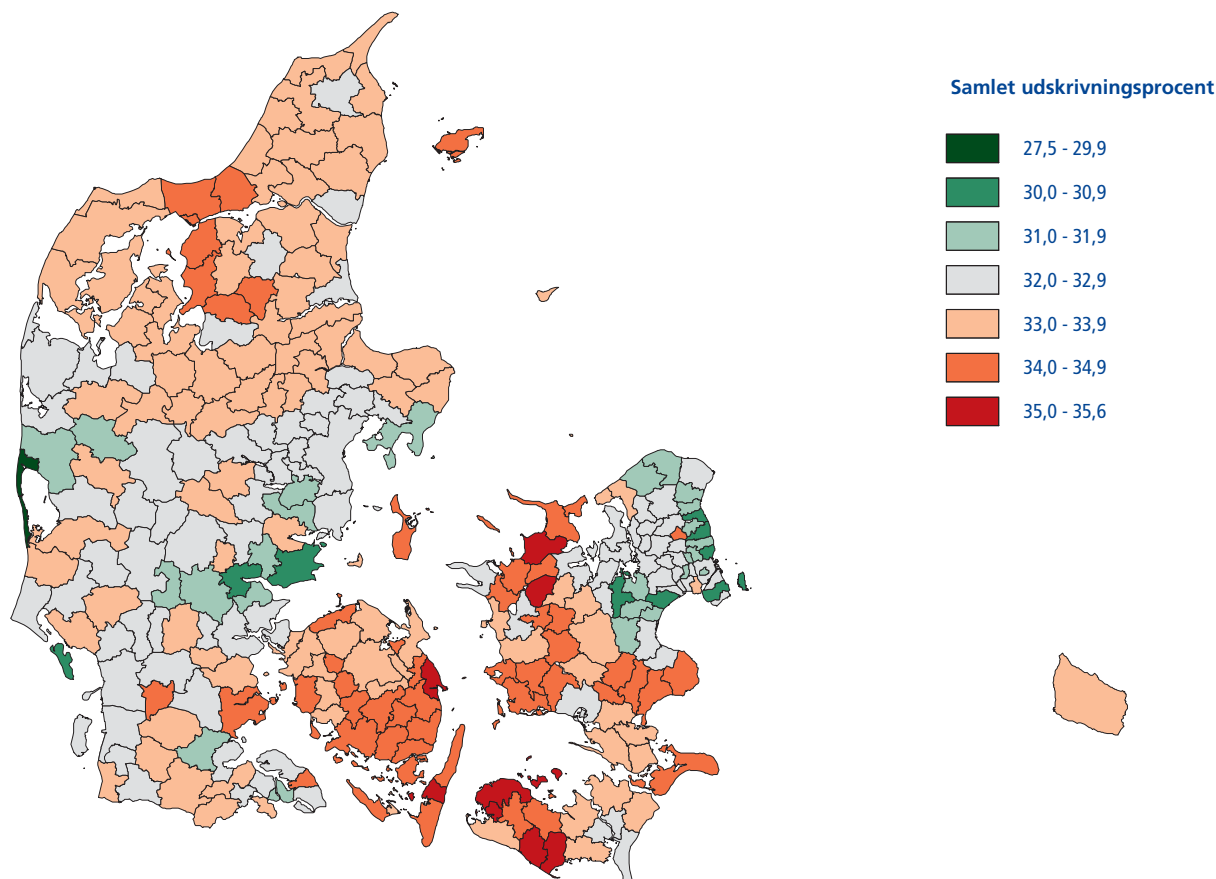 Samlet udskrivningsprocent
27,5 - 29,9
30,0 - 30,9
31,0 - 31,9
32,0 - 32,9
33,0 - 33,9
34,0 - 34,9
35,0 - 35,6